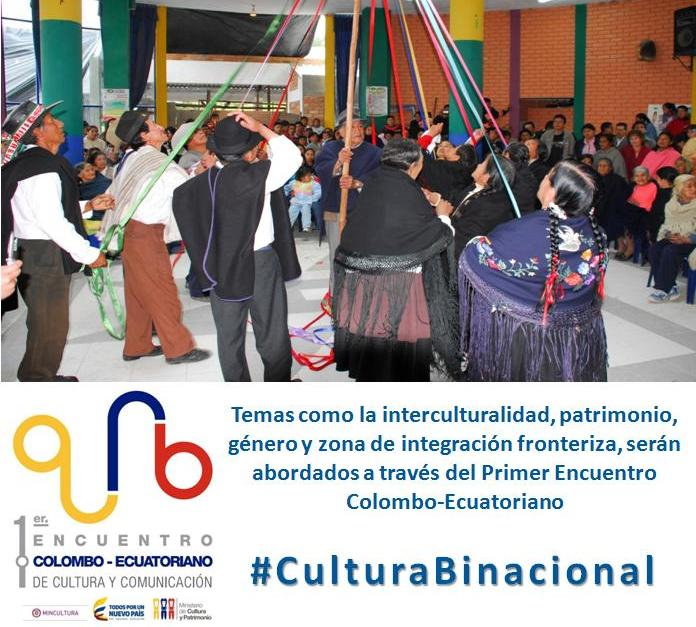 Temas como la interculturalidad, patrimonio,
género y zona de integración fronteriza, serán
abordados a través del Primer Encuentro
Colombo-Ecuatoriano
#CulturaBinacional
1er.
ENCUENTRO
COLOMBO - ECUATORIANO
DE CULTURA Y COMUNICACIÓN
MINCULTURA
TODOS POR UN
NUEVO PAÍS
Ministerio
de Cultura
y Patrimonio